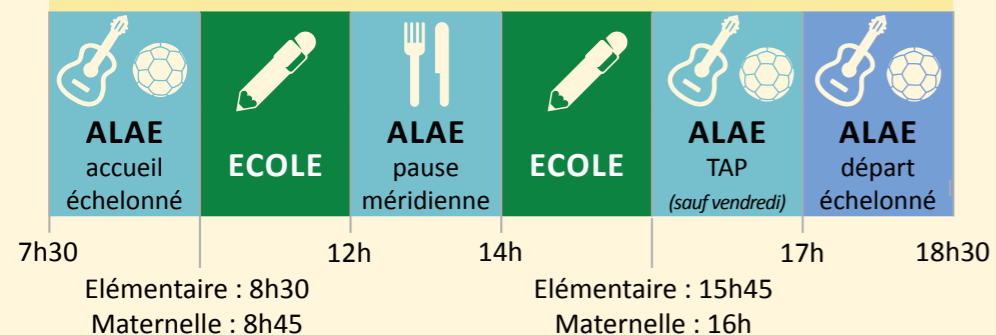 ALAE
accueil
échelonné
ECOLE
ALAE
pause
méridienne
ECOLE
ALAE
TAP
(sauf vendredi)
ALAE
départ
échelonné
7h30
12h
14h
17h
18h30
Elémentaire : 8h30
Maternelle : 8h45
Elémentaire : 15h45
Maternelle : 16h